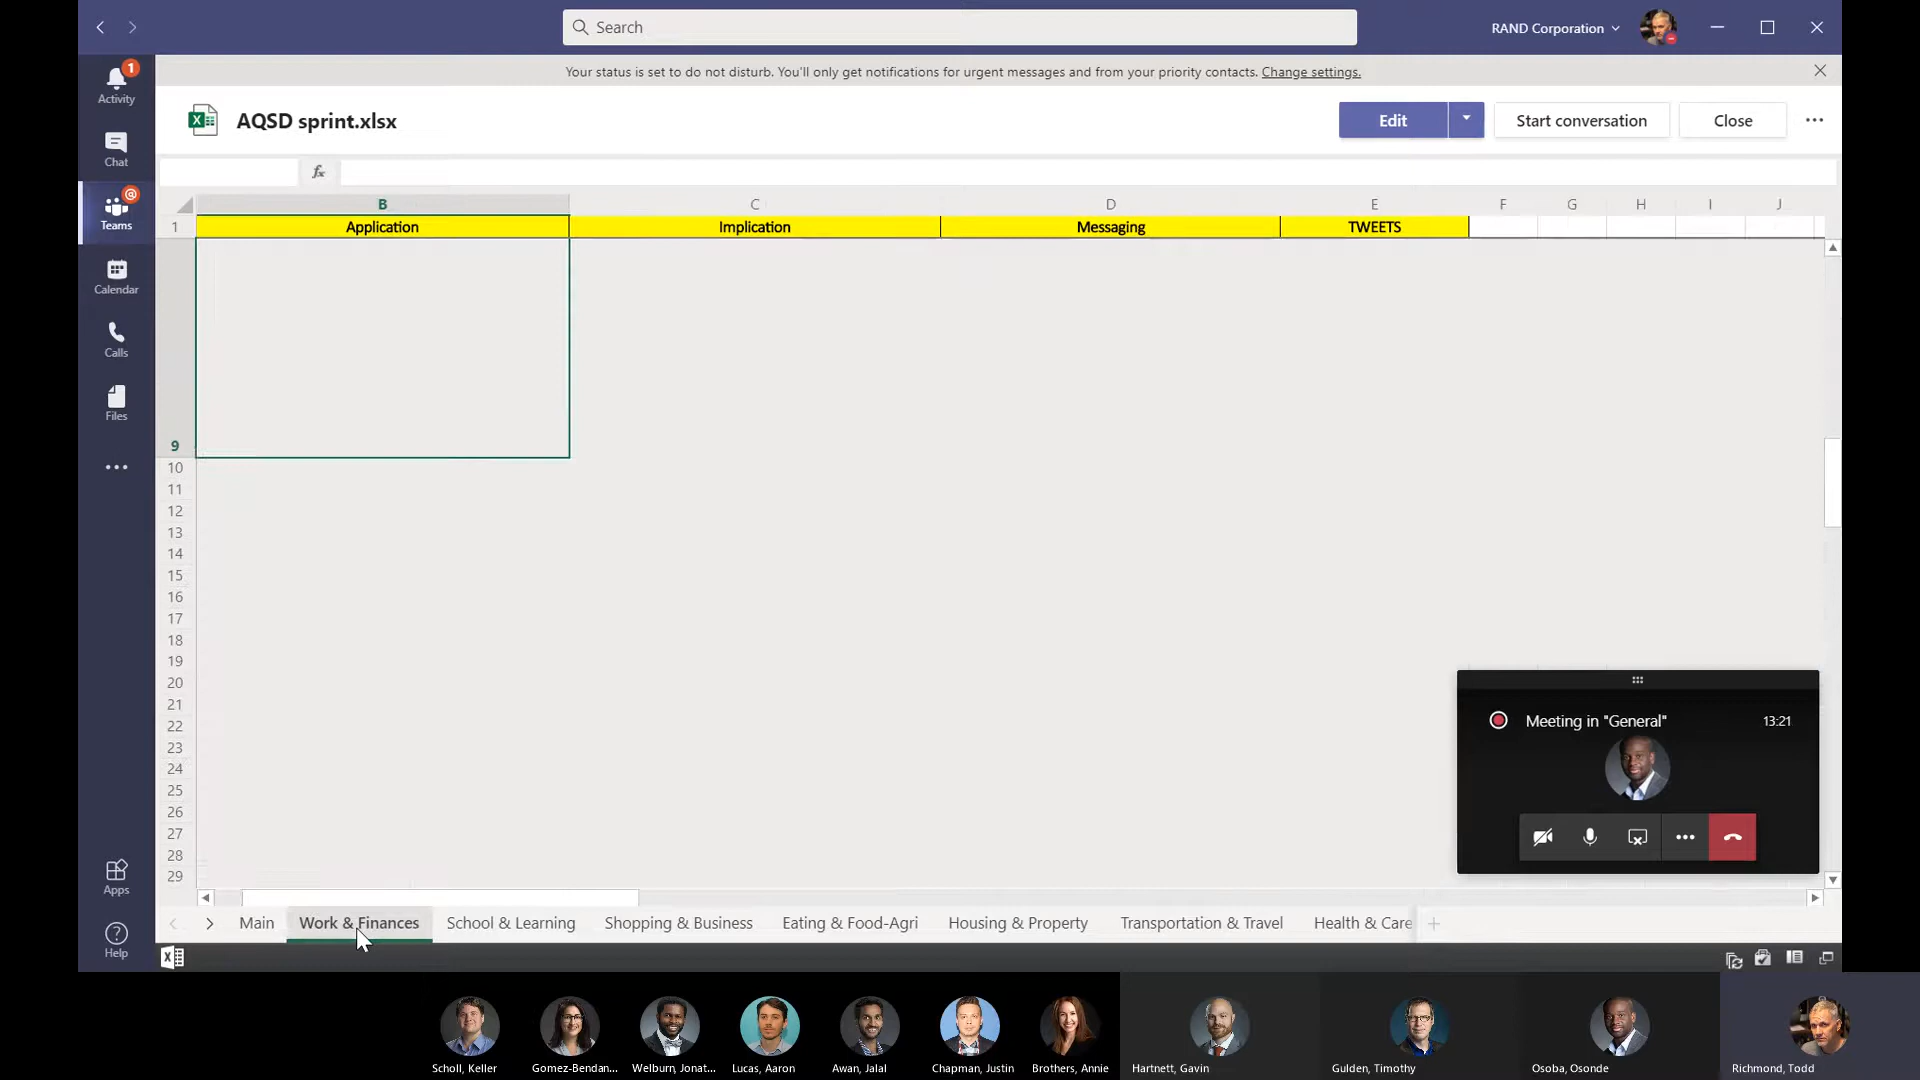 Search
RAND Corporation
Your status is set to do not disturb. You'll only get notifications for urgent messages and from your priority contacts. Change settings.
1
Activity
Chat
@
Teams
Calendar
Calls
Files
Apps
Help
AQSD sprint.xlsx
Edit
Start conversation
Close
fx
B C D E F G H I J
1 Application Implication Messaging TWEETS
9
10
11
12
13
14
15
16
17
18
19
20
21
22
23
24
25
26
27
28
29
Meeting in "General" 13:21
Main Work & Finances School & Learning Shopping & Business Eating & Food-Agri Housing & Property Transportation & Travel Health & Care
Scholl, Keller
Gomez-Bendan...
Welburn, Jonat...
Lucas, Aaron
Awan, Jalal
Chapman, Justin
Brothers, Annie
Hartnett, Gavin
Gulden, Timothy
Osoba, Osonde
Richmond, Todd